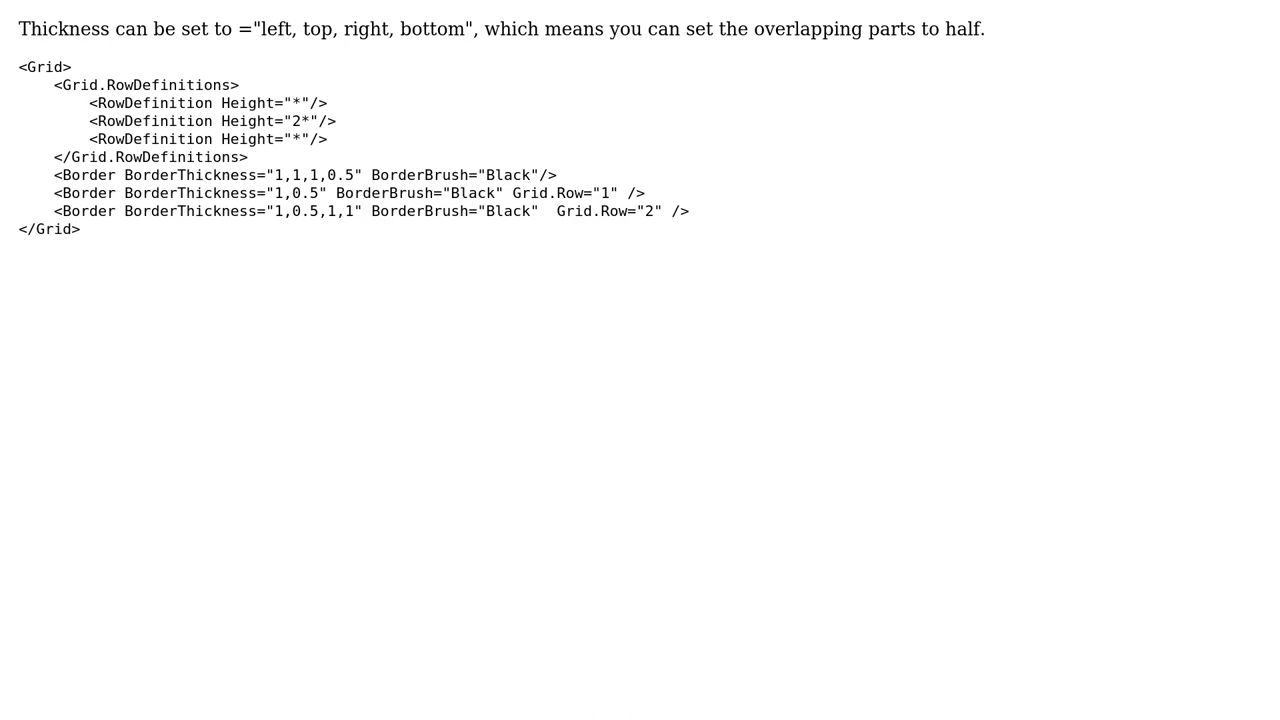 Thickness can be set to ="left, top, right, bottom", which means you can set the overlapping parts to half.
<Grid>
    <Grid.RowDefinitions>
        <RowDefinition Height="*"/>
        <RowDefinition Height="2*"/>
        <RowDefinition Height="*"/>
    </Grid.RowDefinitions>
    <Border BorderThickness="1,1,1,0.5" BorderBrush="Black"/>
    <Border BorderThickness="1,0.5" BorderBrush="Black" Grid.Row="1" />
    <Border BorderThickness="1,0.5,1,1" BorderBrush="Black"  Grid.Row="2" />
</Grid>